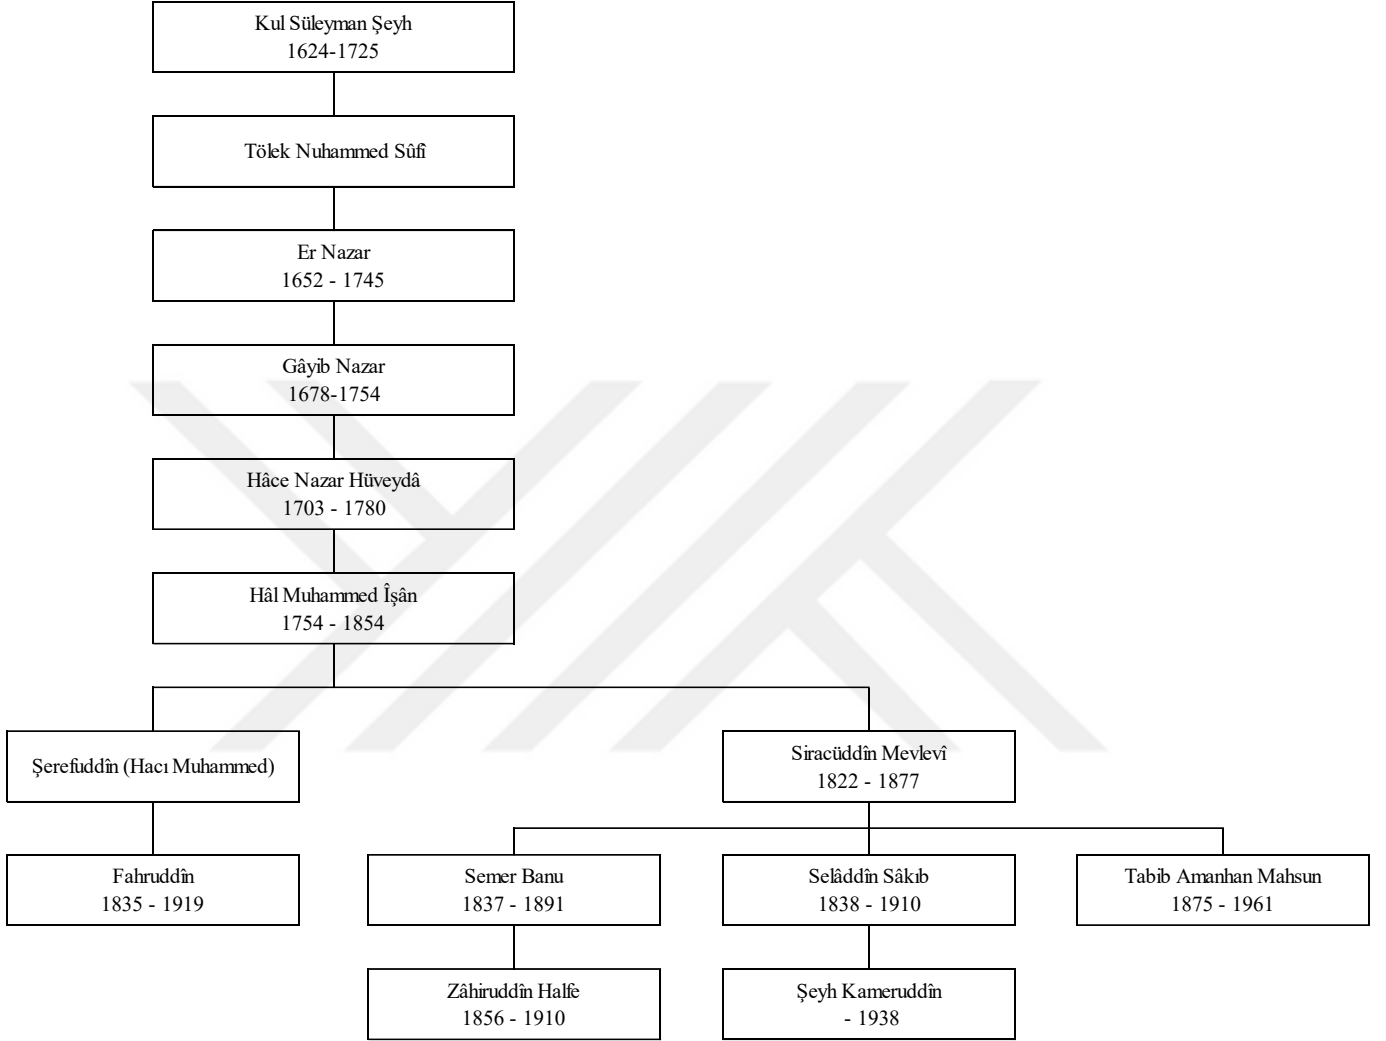 Kul Süleyman Şeyh
1624-1725
Tölek Nuhammed Sûfî
Er Nazar
1652 - 1745
Gâyib Nazar
1678-1754
Hâce Nazar Hüveydâ
1703 - 1780
Hâl Muhammed Îşân
1754 - 1854
Şerefuddîn (Hacı Muhammed)
Siracüddîn Mevlevî
1822 - 1877
Fahruddîn
1835 - 1919
Semer Banu
1837 - 1891
Selâddîn Sâkıb
1838 - 1910
Tabib Amanhan Mahsun
1875 - 1961
Zâhiruddîn Halfe
1856 - 1910
Şeyh Kameruddîn
- 1938